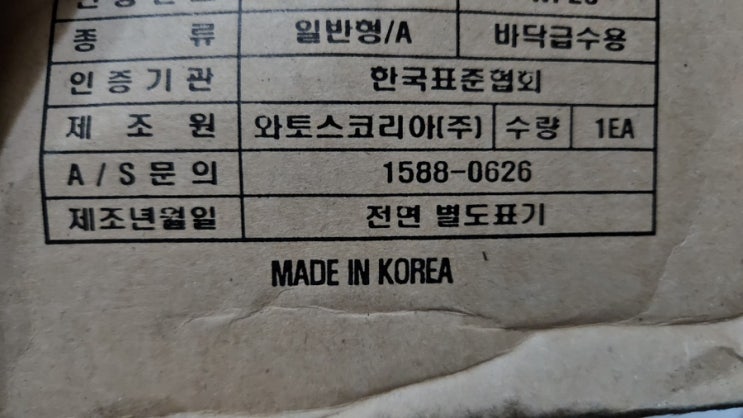 종 류 일반형/A 바닥급수용
인증기관 한국표준협회
제 조 원 와토스코리아(주) 수량 1EA
A/S문의 1588-0626
제조년월일 전면 별도표기
MADE IN KOREA